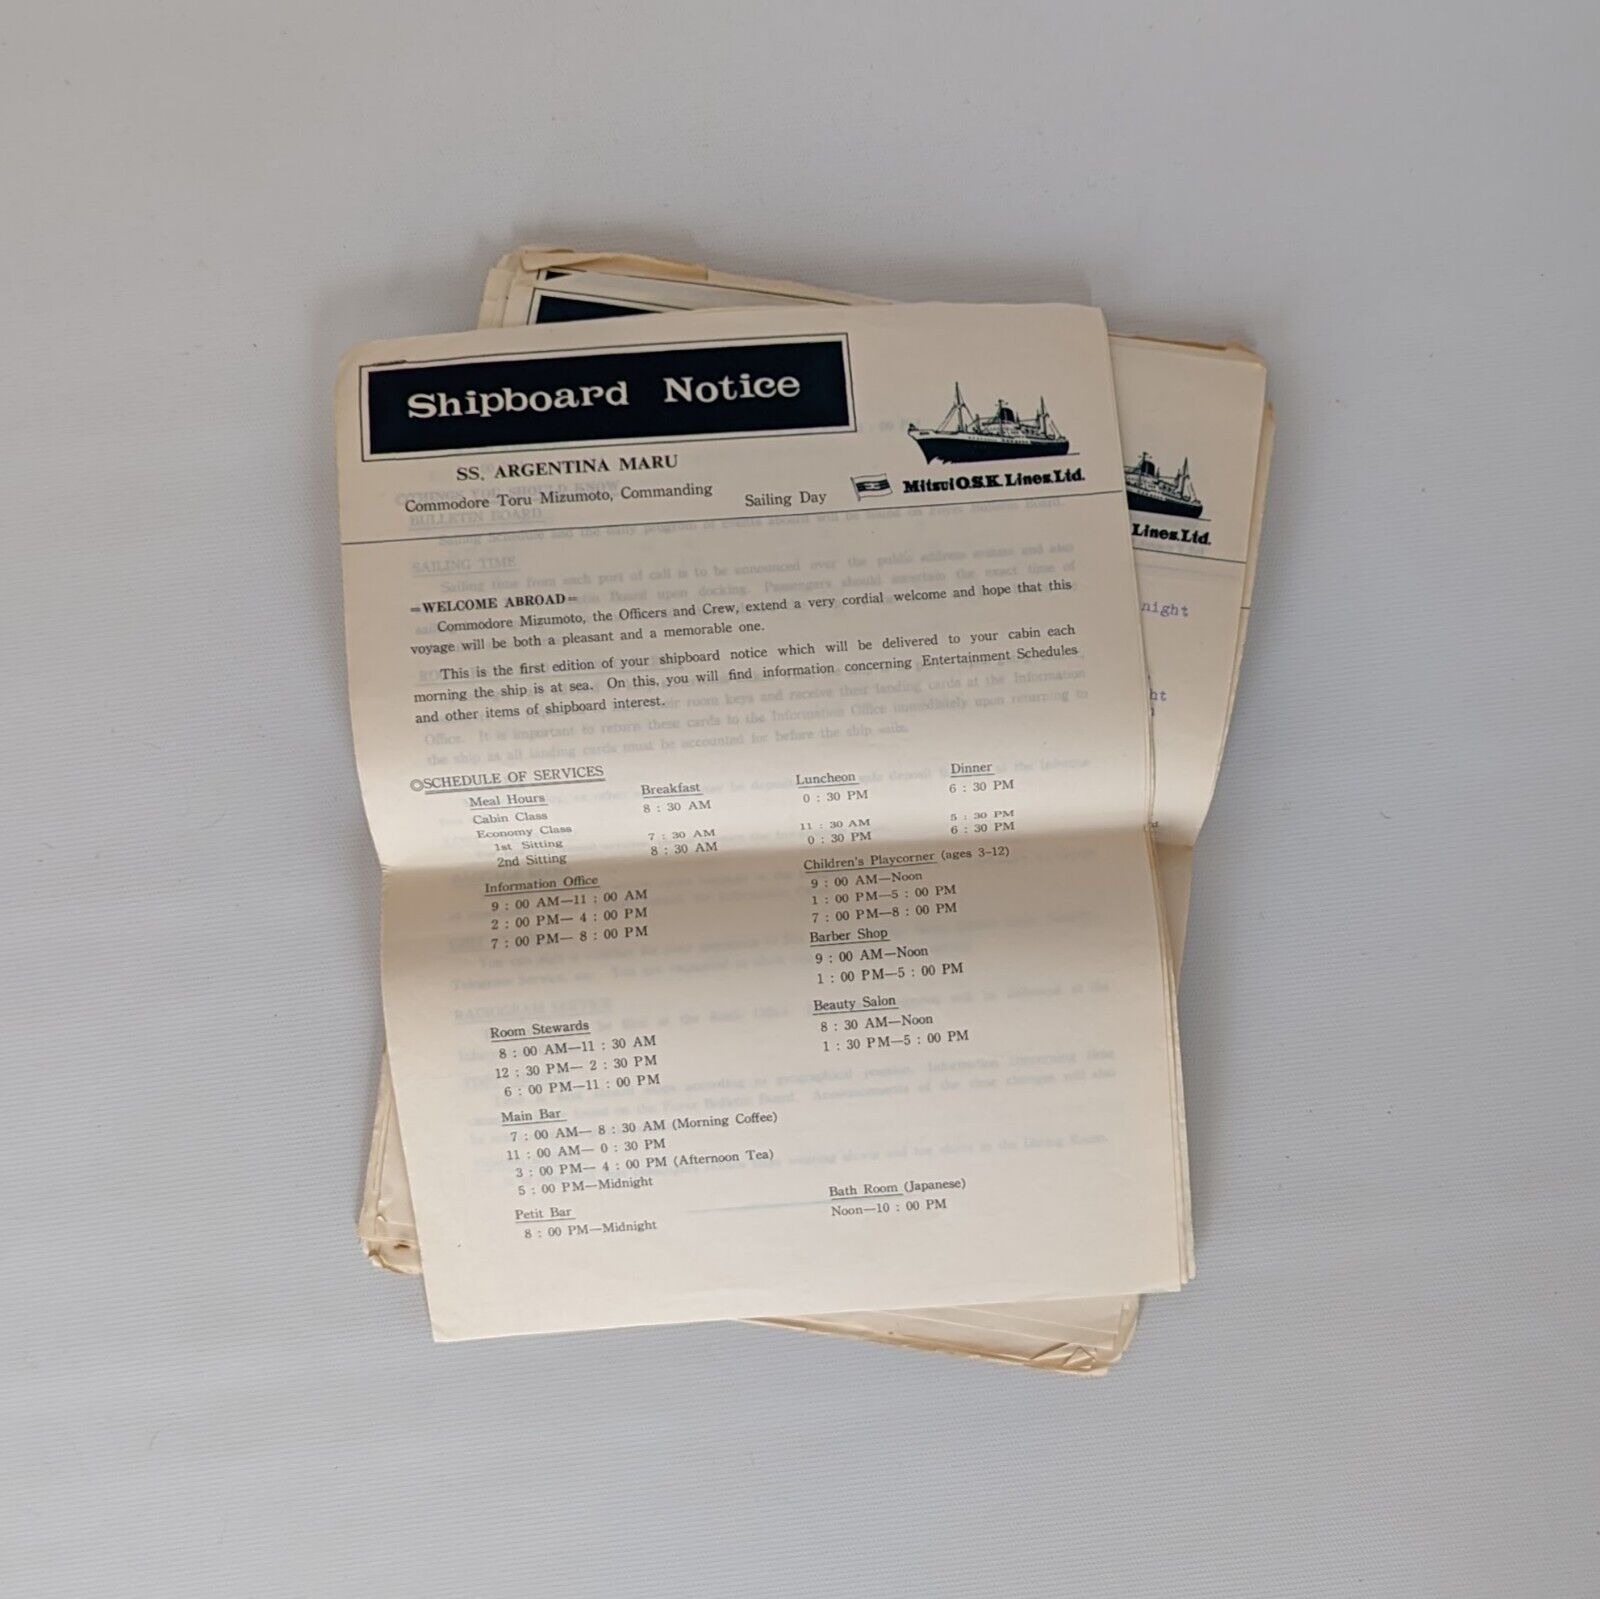 Shipboard Notice
SS. ARGENTINA MARU
Commodore Toru Mizumoto, Commanding Sailing Day
Mitsui O.S.K. Lines, Ltd.
Lines, Ltd.
=WELCOME ABROAD=
Commodore Mizumoto, the Officers and Crew, extend a very cordial welcome and hope that this
voyage will be both a pleasant and a memorable one.
This is the first edition of your shipboard notice which will be delivered to your cabin each
morning the ship is at sea. On this, you will find information concerning Entertainment Schedules
and other items of shipboard interest.
night
ht
◎SCHEDULE OF SERVICES
Meal Hours Breakfast Luncheon Dinner
Cabin Class 8 : 30 AM 0 : 30 PM 6 : 30 PM
Economy Class
1st Sitting 7 : 30 AM 11 : 30 AM 5 : 30 PM
2nd Sitting 8 : 30 AM 0 : 30 PM 6 : 30 PM
Information Office
9 : 00 AM—11 : 00 AM
2 : 00 PM— 4 : 00 PM
7 : 00 PM— 8 : 00 PM
Children's Playcorner (ages 3-12)
9 : 00 AM—Noon
1 : 00 PM—5 : 00 PM
7 : 00 PM—8 : 00 PM
Barber Shop
9 : 00 AM—Noon
1 : 00 PM—5 : 00 PM
Beauty Salon
8 : 30 AM—Noon
1 : 30 PM—5 : 00 PM
Room Stewards
8 : 00 AM—11 : 30 AM
12 : 30 PM— 2 : 30 PM
6 : 00 PM—11 : 00 PM
Main Bar
7 : 00 AM— 8 : 30 AM (Morning Coffee)
11 : 00 AM— 0 : 30 PM
3 : 00 PM— 4 : 00 PM (Afternoon Tea)
5 : 00 PM—Midnight
Petit Bar
8 : 00 PM—Midnight
Bath Room (Japanese)
Noon—10 : 00 PM